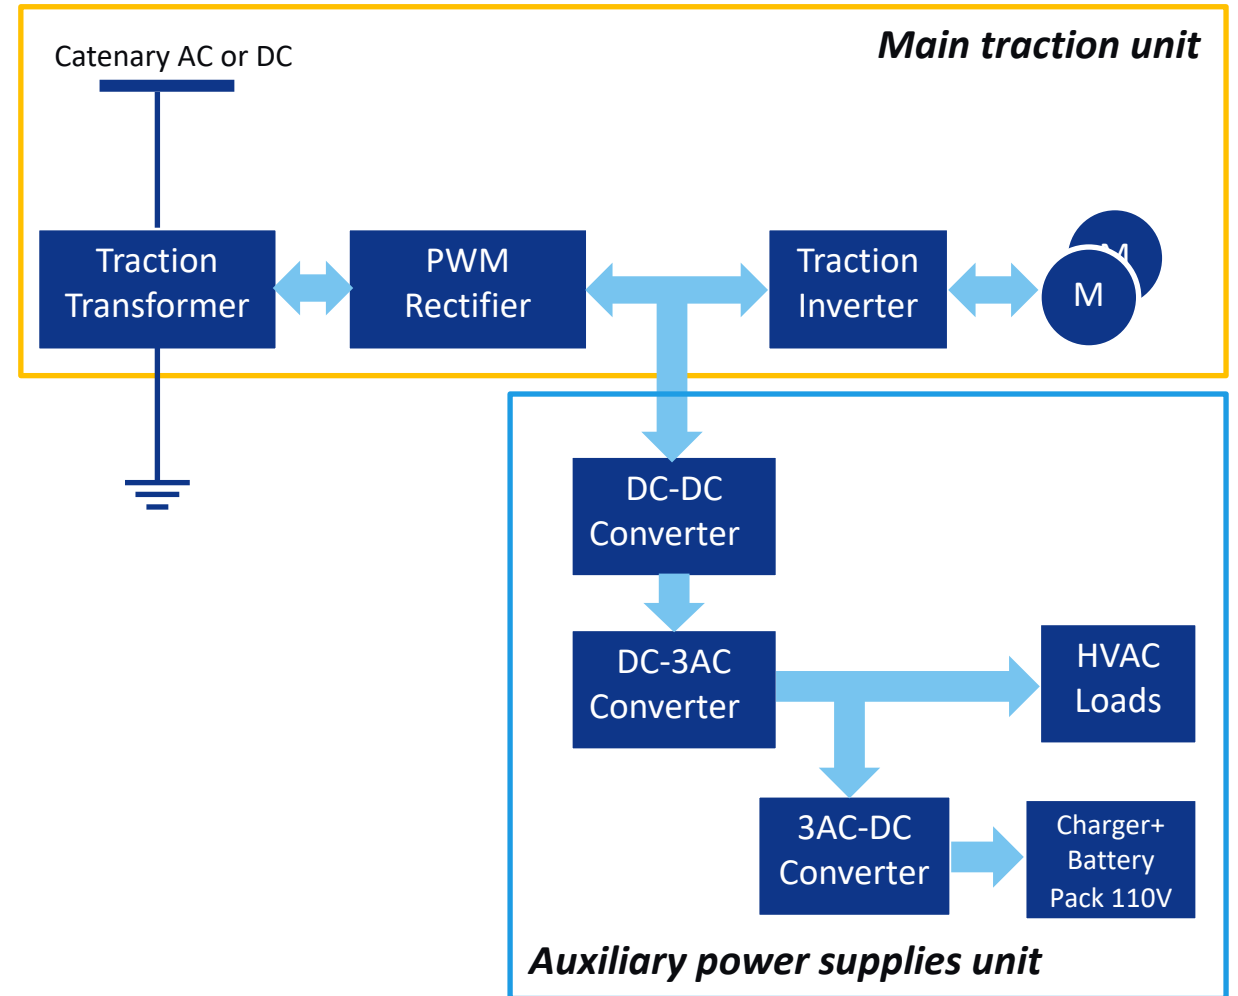 Catenary AC or DC
Main traction unit
Traction
Transformer
PWM
Rectifier
Traction
Inverter
M
M
DC-DC
Converter
DC-3AC
Converter
HVAC
Loads
3AC-DC
Converter
Charger+
Battery
Pack 110V
Auxiliary power supplies unit